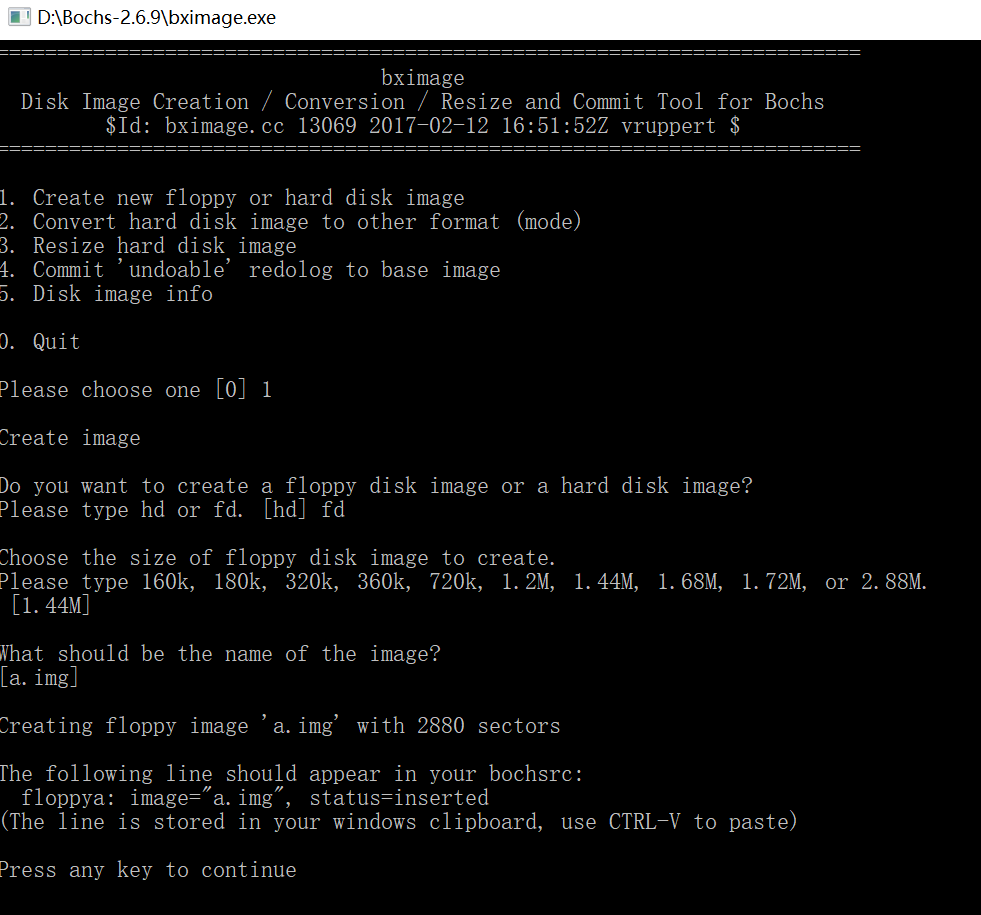 D:\Bochs-2.6.9\bximage.exe
========================================================================
bximage
Disk Image Creation / Conversion / Resize and Commit Tool for Bochs
$Id: bximage.cc 13069 2017-02-12 16:51:52Z vruppert $
========================================================================
1. Create new floppy or hard disk image
2. Convert hard disk image to other format (mode)
3. Resize hard disk image
4. Commit 'undoable' redolog to base image
5. Disk image info
0. Quit
Please choose one [0] 1
Create image
Do you want to create a floppy disk image or a hard disk image?
Please type hd or fd. [hd] fd
Choose the size of floppy disk image to create.
Please type 160k, 180k, 320k, 360k, 720k, 1.2M, 1.44M, 1.68M, 1.72M, or 2.88M.
[1.44M]
What should be the name of the image?
[a.img]
Creating floppy image 'a.img' with 2880 sectors
The following line should appear in your bochsrc:
floppya: image="a.img", status=inserted
(The line is stored in your windows clipboard, use CTRL-V to paste)
Press any key to continue